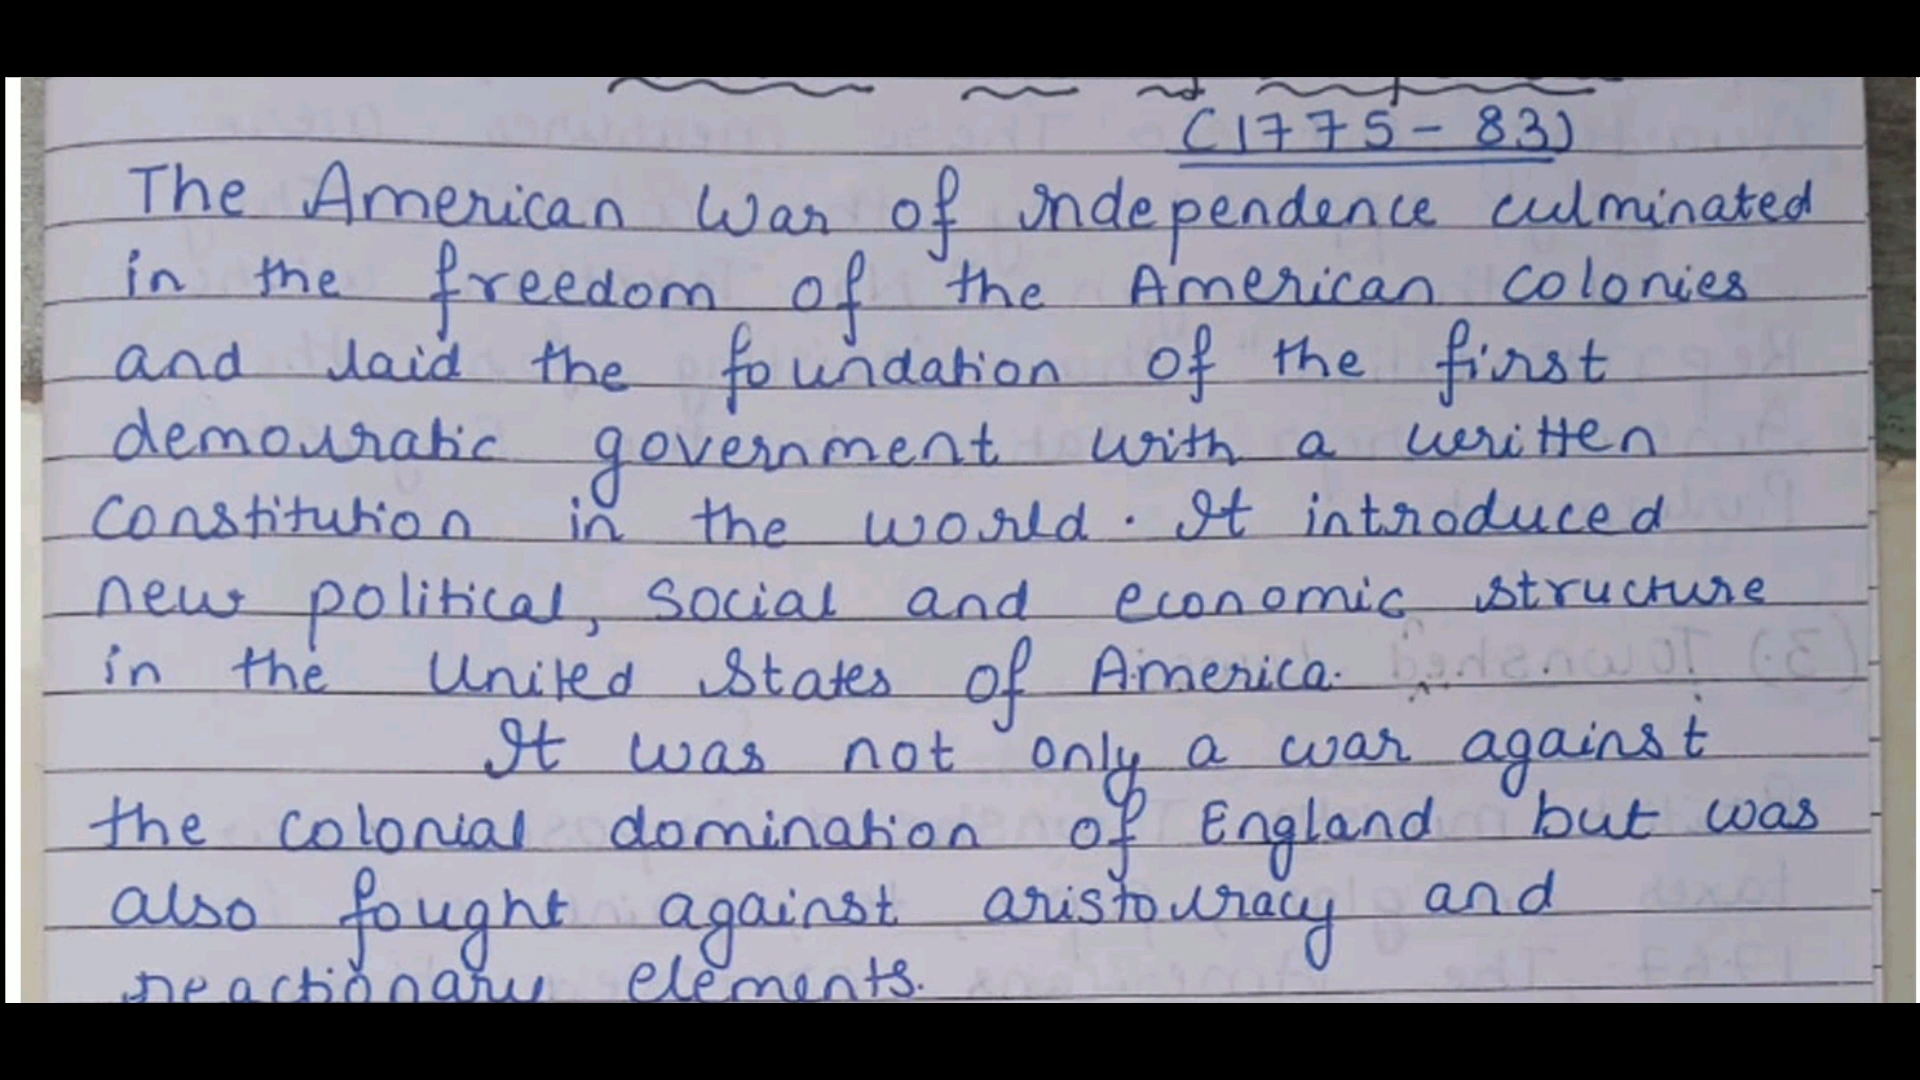 (1775-83)
The American War of independence culminated
in the freedom of the American colonies
and laid the foundation of the first
democratic government with a written
constitution in the world. It introduced
new political, social and economic structure
in the United States of America.
It was not only a war against
the colonial domination of England but was
also fought against aristocracy and
reactionary elements.